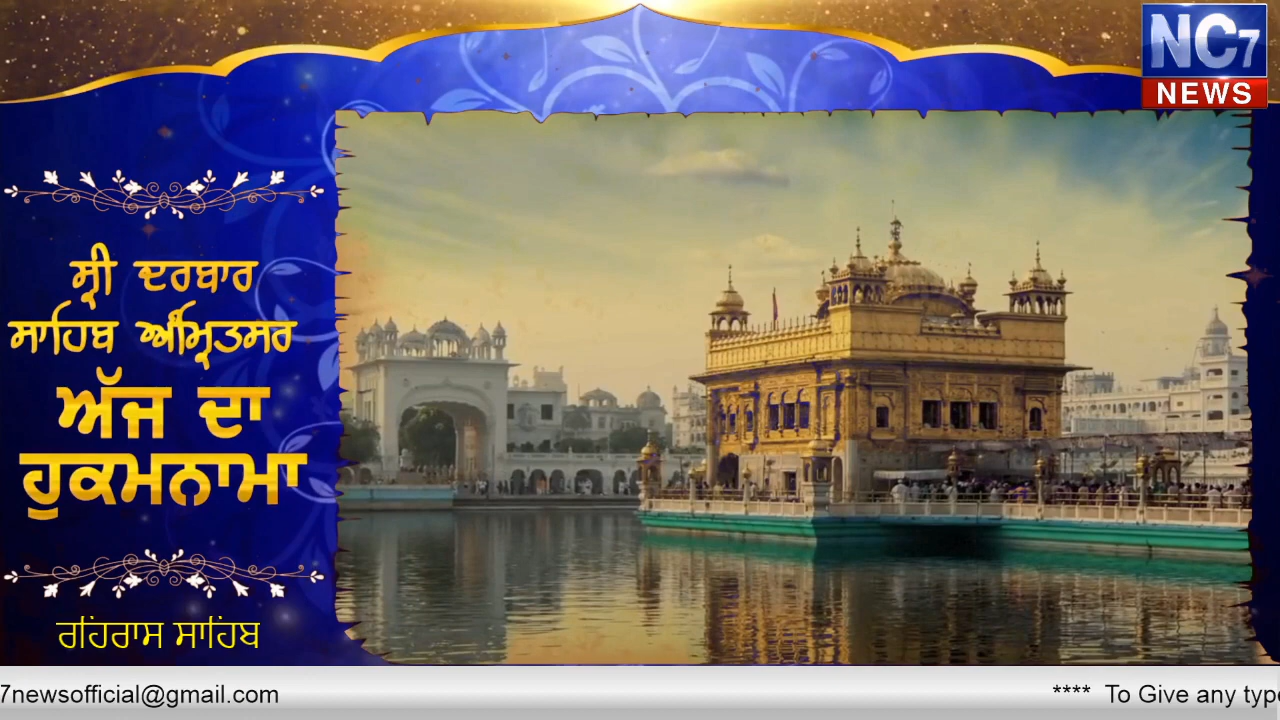 NC7
NEWS
ਸ੍ਰੀ ਦਰਬਾਰ
ਸਾਹਿਬ ਅੰਮ੍ਰਿਤਸਰ
ਅੱਜ ਦਾ
ਹੁਕਮਨਾਮਾ
ਰਹਿਰਾਸ ਸਾਹਿਬ
7newsofficial@gmail.com **** To Give any type